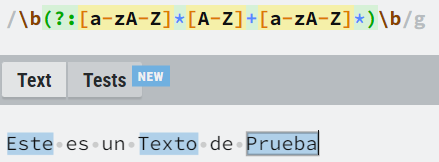 /\b(?:[a-zA-Z]*[A-Z]+[a-zA-Z]*)\b/g
Text Tests NEW
Este es un Texto de Prueba